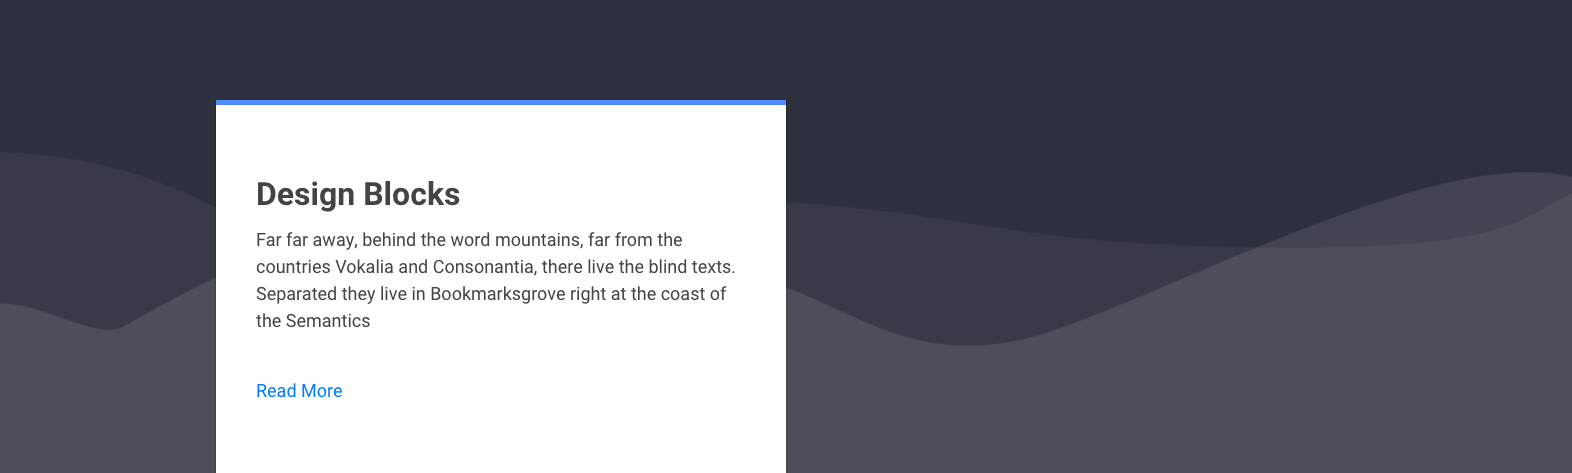 Design Blocks
Far far away, behind the word mountains, far from the
countries Vokalia and Consonantia, there live the blind texts.
Separated they live in Bookmarksgrove right at the coast of
the Semantics
Read More